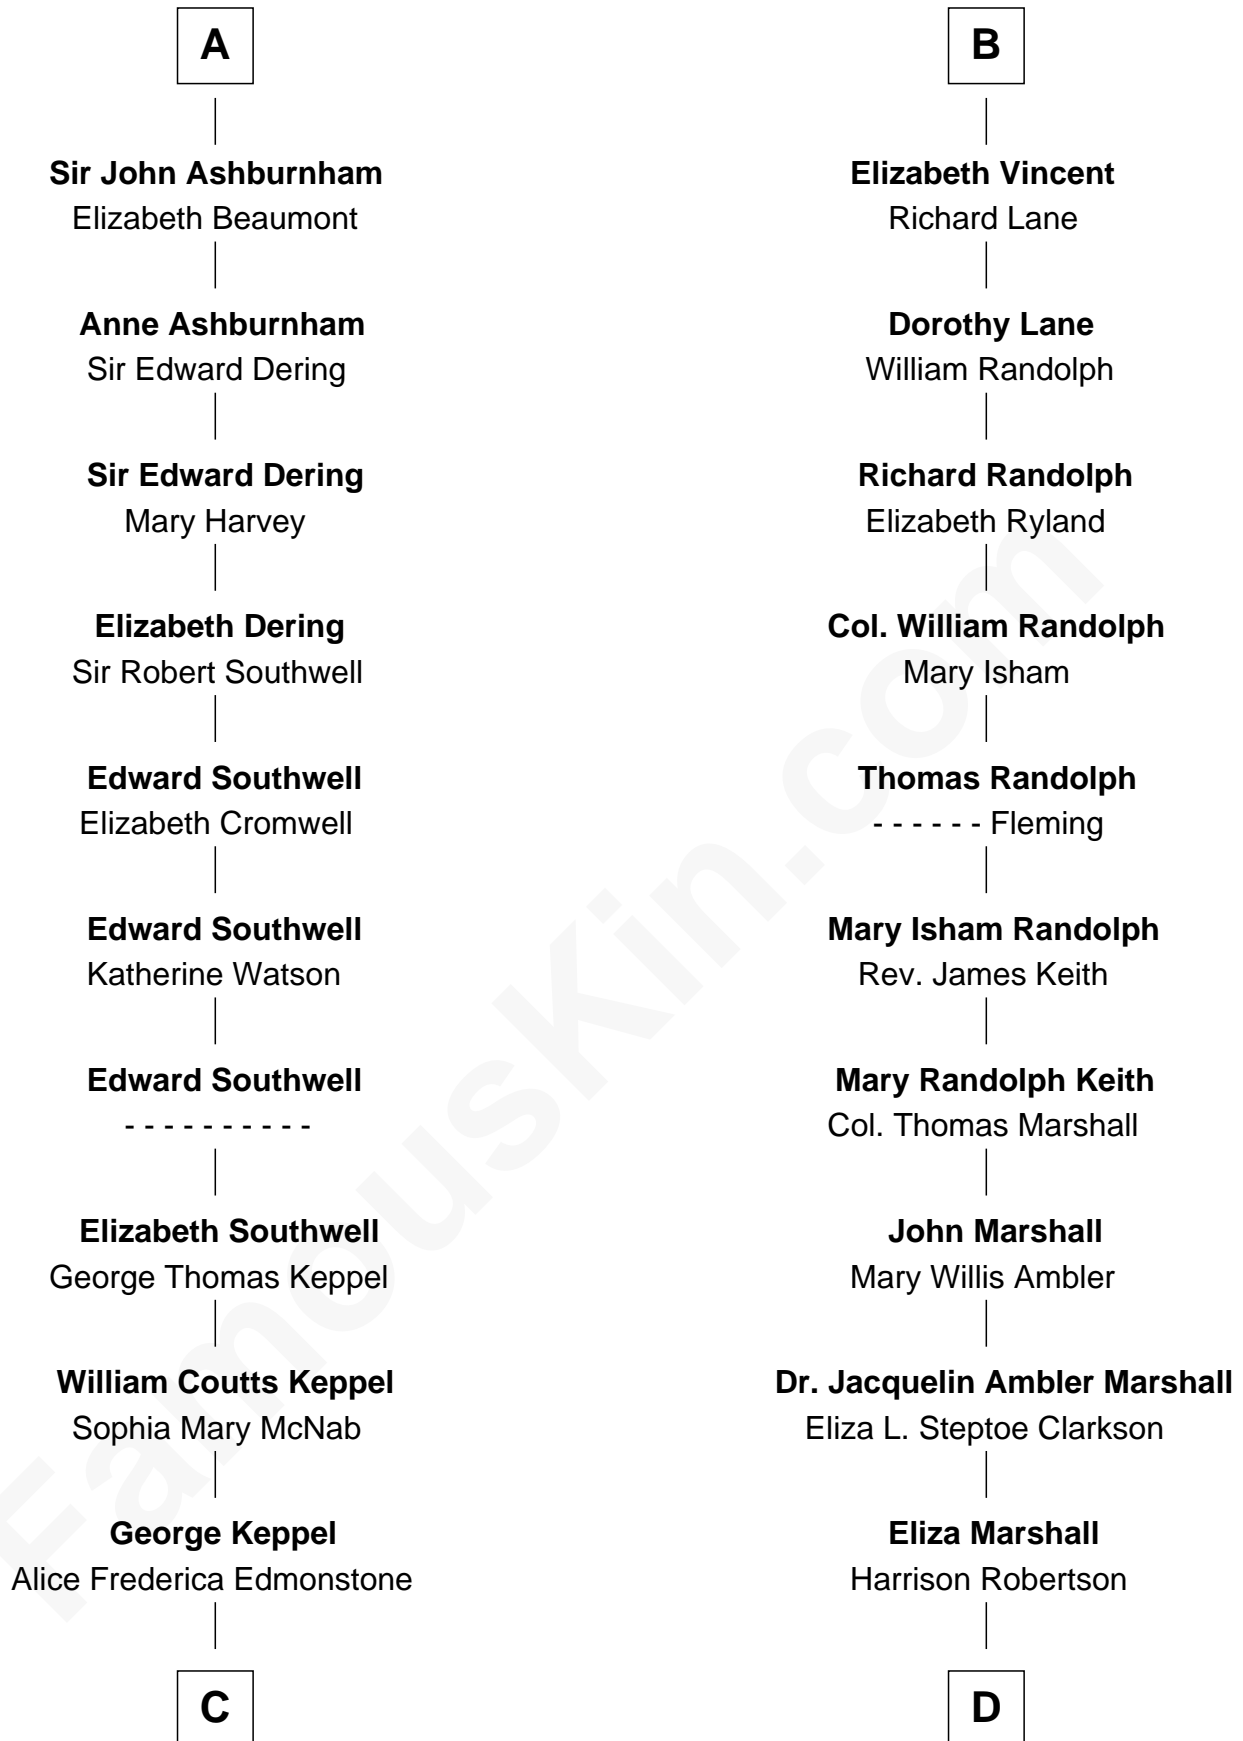 A
Sir John Ashburnham
Elizabeth Beaumont
Anne Ashburnham
Sir Edward Dering
Sir Edward Dering
Mary Harvey
Elizabeth Dering
Sir Robert Southwell
Edward Southwell
Elizabeth Cromwell
Edward Southwell
Katherine Watson
Edward Southwell
- - - - - - - - - -
Elizabeth Southwell
George Thomas Keppel
William Coutts Keppel
Sophia Mary McNab
George Keppel
Alice Frederica Edmonstone
C
B
Elizabeth Vincent
Richard Lane
Dorothy Lane
William Randolph
Richard Randolph
Elizabeth Ryland
Col. William Randolph
Mary Isham
Thomas Randolph
- - - - - - Fleming
Mary Isham Randolph
Rev. James Keith
Mary Randolph Keith
Col. Thomas Marshall
John Marshall
Mary Willis Ambler
Dr. Jacquelin Ambler Marshall
Eliza L. Steptoe Clarkson
Eliza Marshall
Harrison Robertson
D
FamousKin.com